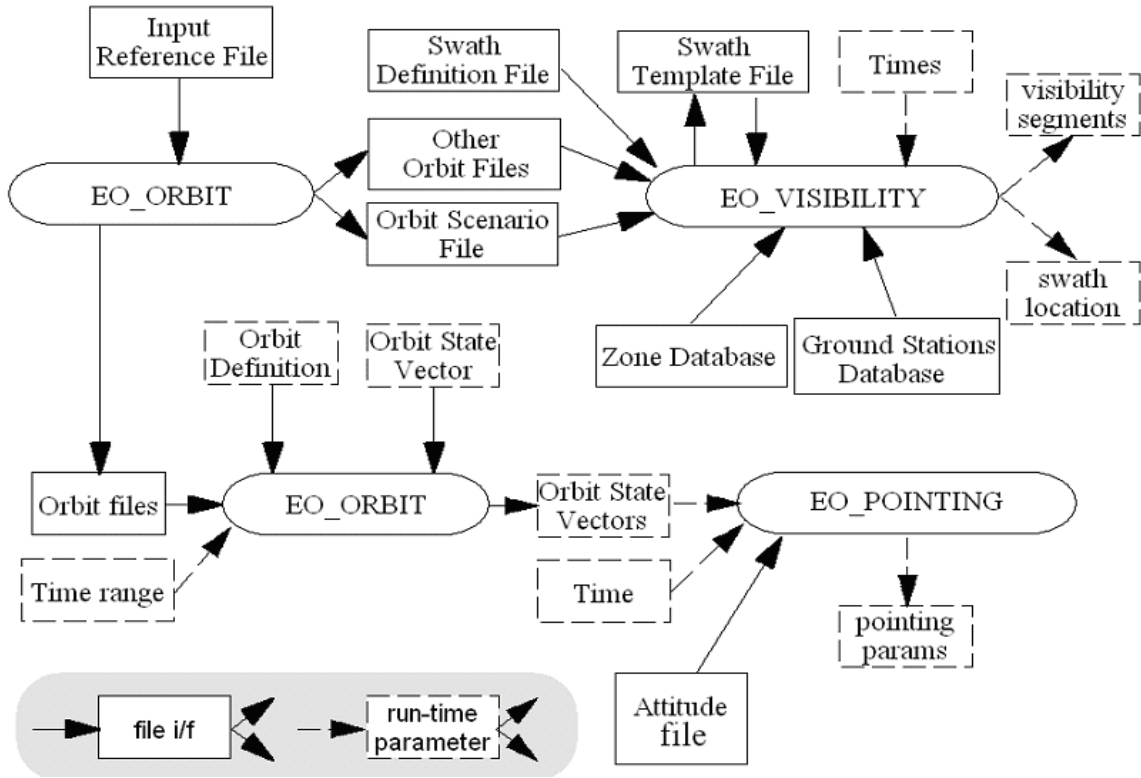 Input
Reference File
Swath
Definition File
Swath
Template File
Times
visibility
segments
Other
Orbit Files
EO_ORBIT
EO_VISIBILITY
Orbit Scenario
File
swath
location
Orbit
Definition
Orbit State
Vector
Zone Database
Ground Stations
Database
Orbit files
EO_ORBIT
Orbit State
Vectors
EO_POINTING
Time range
Time
pointing
params
Attitude
file
file i/f
run-time
parameter